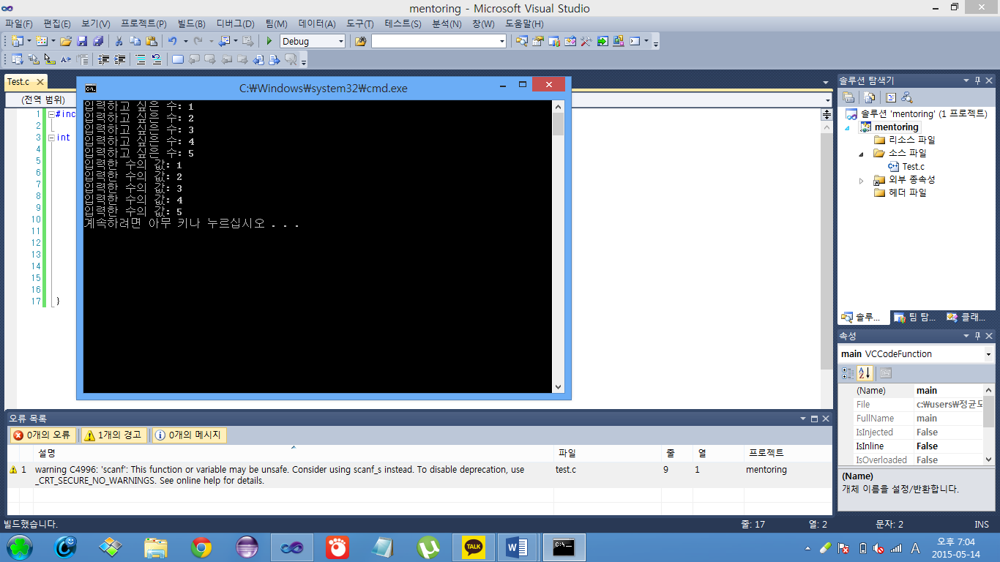 mentoring - Microsoft Visual Studio
파일(F) 편집(E) 보기(V) 프로젝트(P) 빌드(B) 디버그(D) 팀(M) 데이터(A) 도구(T) 테스트(S) 분석(N) 창(W) 도움말(H)
Debug
Test.c
(전역 범위)
C:\Windows\system32\cmd.exe
1 #inc
2
3 int
4
5
6
7
8
9
10
11
12
13
14
15
16
17 }
입력하고 싶은 수: 1
입력하고 싶은 수: 2
입력하고 싶은 수: 3
입력하고 싶은 수: 4
입력하고 싶은 수: 5
입력한 수의 값: 1
입력한 수의 값: 2
입력한 수의 값: 3
입력한 수의 값: 4
입력한 수의 값: 5
계속하려면 아무 키나 누르십시오 . . .
솔루션 탐색기
솔루션 'mentoring' (1 프로젝트)
mentoring
리소스 파일
소스 파일
Test.c
외부 종속성
헤더 파일
솔루... 팀 탐... 클래...
속성
main VCCodeFunction
(Name) main
File c:₩users₩정균모
FullName main
IsInjected False
IsInline False
IsOverloaded False
(Name)
개체 이름을 설정/반환합니다.
오류 목록
0개의 오류 1개의 경고 0개의 메시지
설명 파일 줄 열 프로젝트
1 warning C4996: 'scanf': This function or variable may be unsafe. Consider using scanf_s instead. To disable deprecation, use test.c 9 1 mentoring
_CRT_SECURE_NO_WARNINGS. See online help for details.
빌드했습니다. 줄: 17 열: 2 문자: 2 INS
TALK
A
오후 7:04
2015-05-14